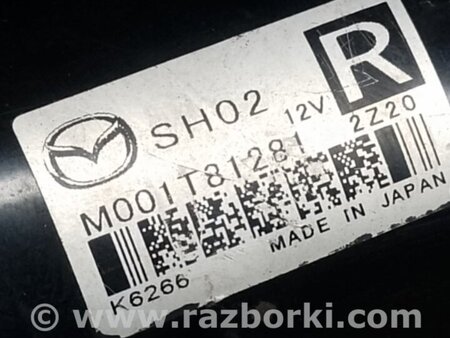 SH02 12V R
M001T81281 2Z20
K6266 MADE IN JAPAN
© www.razborki.com